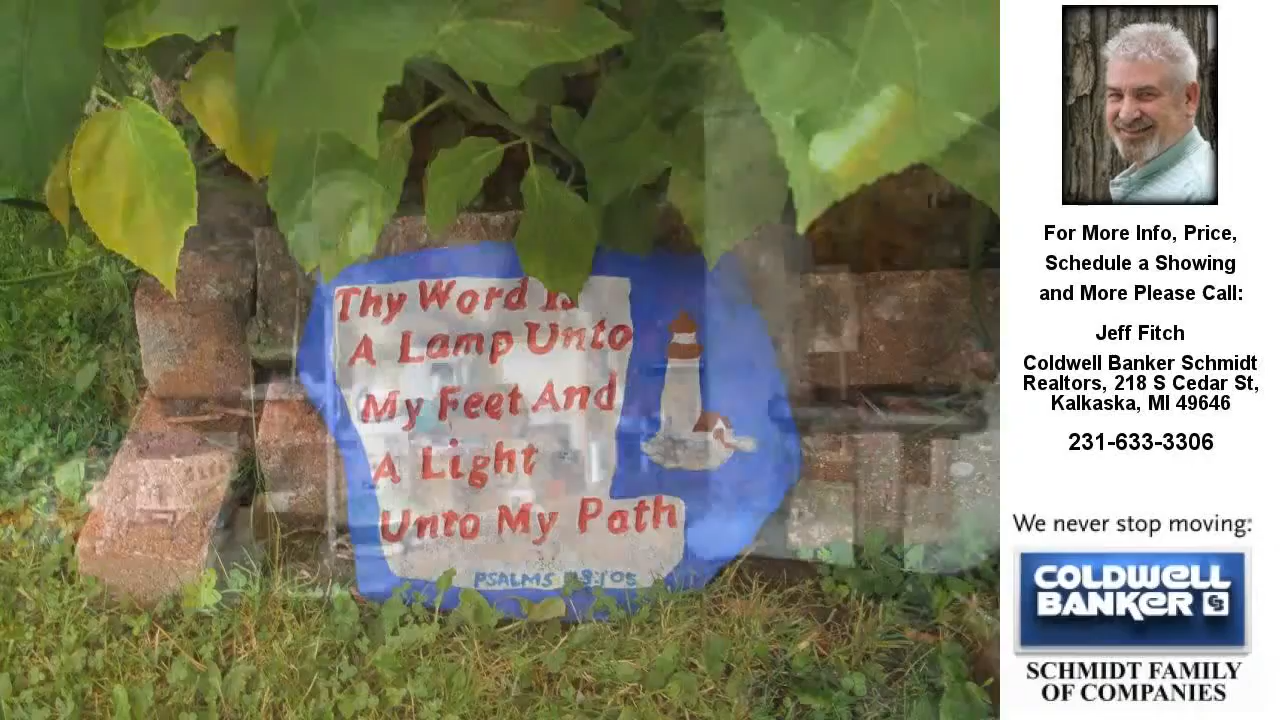 Thy Word Is
A Lamp Unto
My Feet And
A Light
Unto My Path
PSALMS
For More Info, Price,
Schedule a Showing
and More Please Call:
Jeff Fitch
Coldwell Banker Schmidt
Realtors, 218 S Cedar St,
Kalkaska, MI 49646
231-633-3306
We never stop moving:
COLDWELL
BANKER CB
SCHMIDT FAMILY
OF COMPANIES